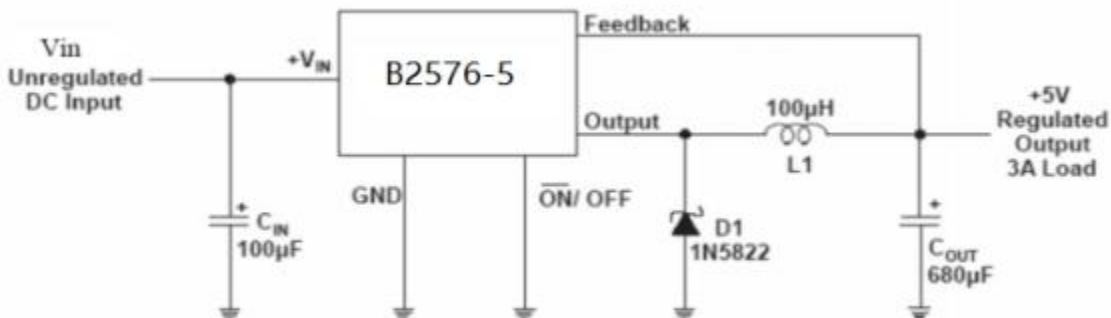 Vin
Unregulated
DC Input
+VIN
B2576-5
Feedback
Output
100µH
L1
+5V
Regulated
Output
3A Load
GND
ON/ OFF
+
CIN
100µF
D1
1N5822
+
COUT
680µF